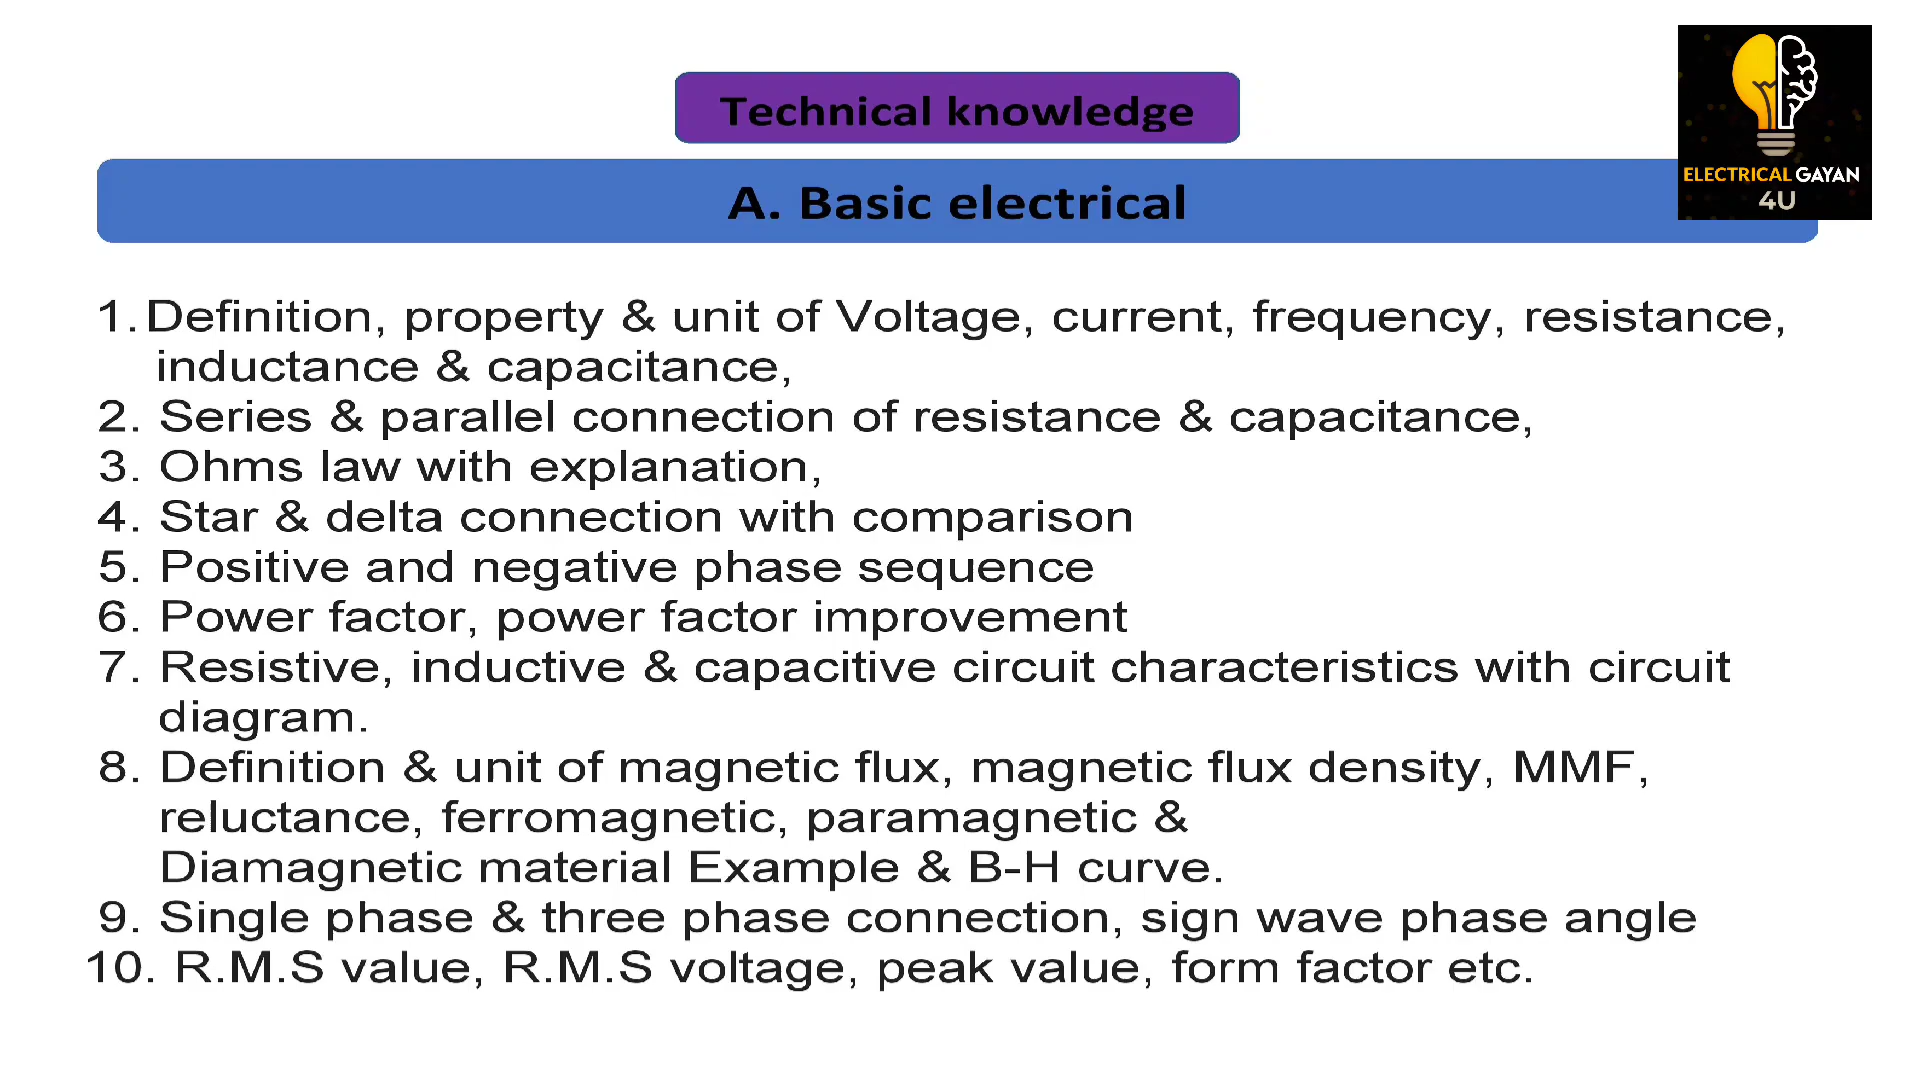 Technical knowledge
ELECTRICAL GAYAN
4U
A. Basic electrical
1. Definition, property & unit of Voltage, current, frequency, resistance,
inductance & capacitance,
2. Series & parallel connection of resistance & capacitance,
3. Ohms law with explanation,
4. Star & delta connection with comparison
5. Positive and negative phase sequence
6. Power factor, power factor improvement
7. Resistive, inductive & capacitive circuit characteristics with circuit
diagram.
8. Definition & unit of magnetic flux, magnetic flux density, MMF,
reluctance, ferromagnetic, paramagnetic &
Diamagnetic material Example & B-H curve.
9. Single phase & three phase connection, sign wave phase angle
10. R.M.S value, R.M.S voltage, peak value, form factor etc.